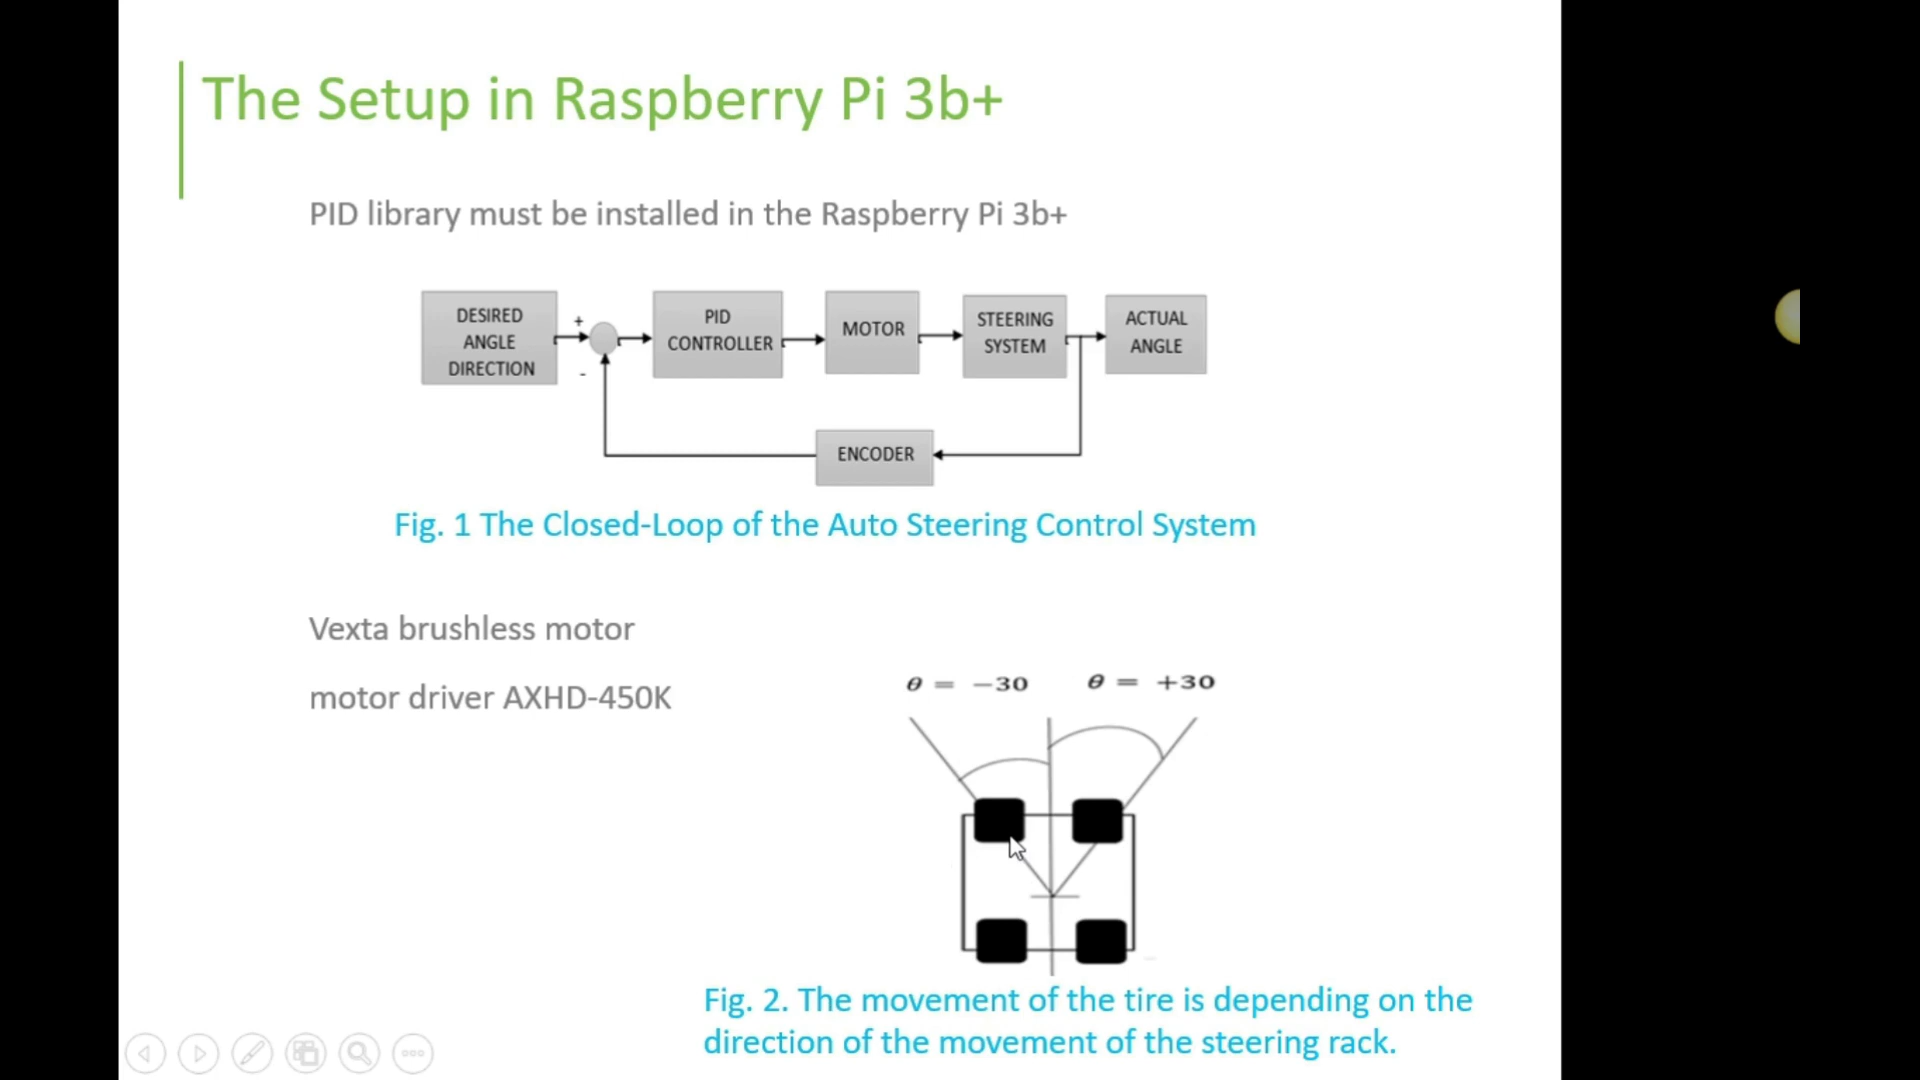 The Setup in Raspberry Pi 3b+
PID library must be installed in the Raspberry Pi 3b+
DESIRED
ANGLE
DIRECTION
+
-
PID
CONTROLLER
MOTOR
STEERING
SYSTEM
ACTUAL
ANGLE
ENCODER
Fig. 1 The Closed-Loop of the Auto Steering Control System
Vexta brushless motor
motor driver AXHD-450K
θ = −30
θ = +30
Fig. 2. The movement of the tire is depending on the
direction of the movement of the steering rack.